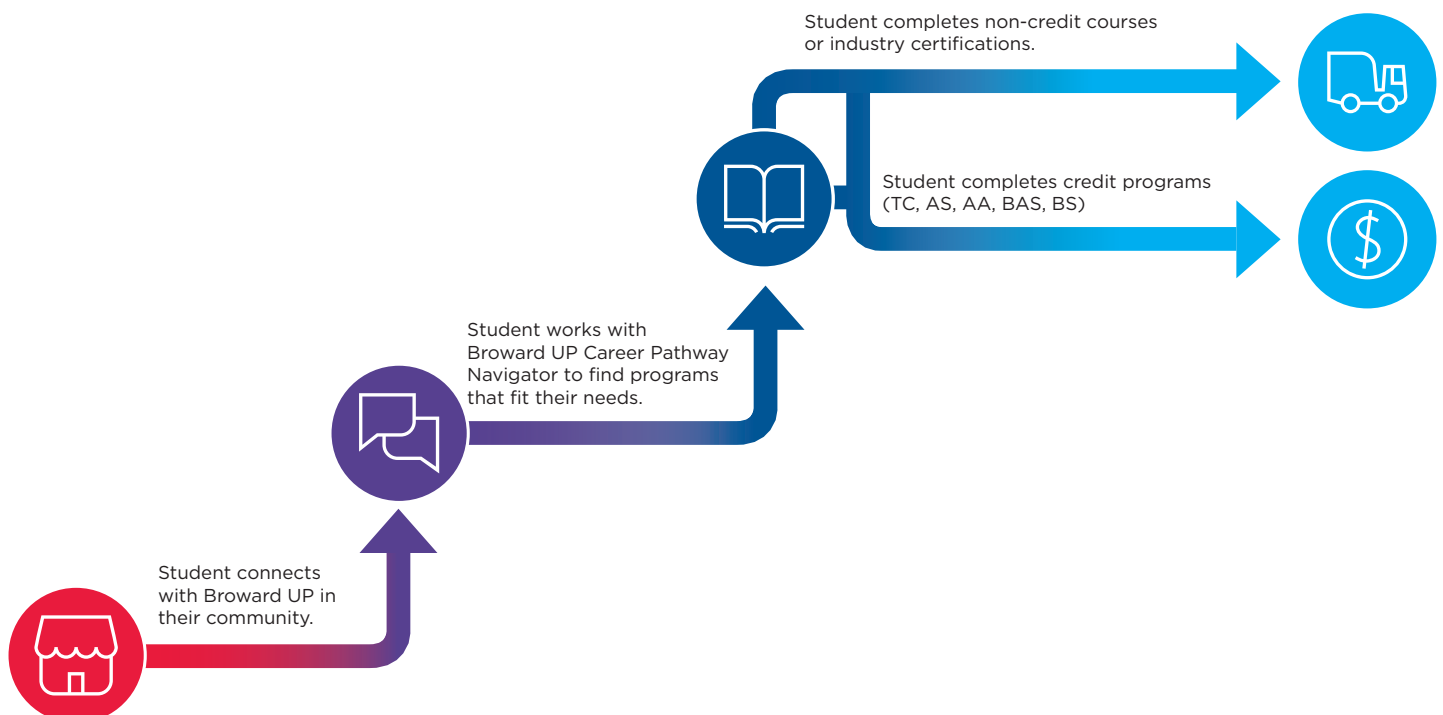 Student completes non-credit courses
or industry certifications.
Student completes credit programs
(TC, AS, AA, BAS, BS)
Student works with
Broward UP Career Pathway
Navigator to find programs
that fit their needs.
Student connects
with Broward UP in
their community.